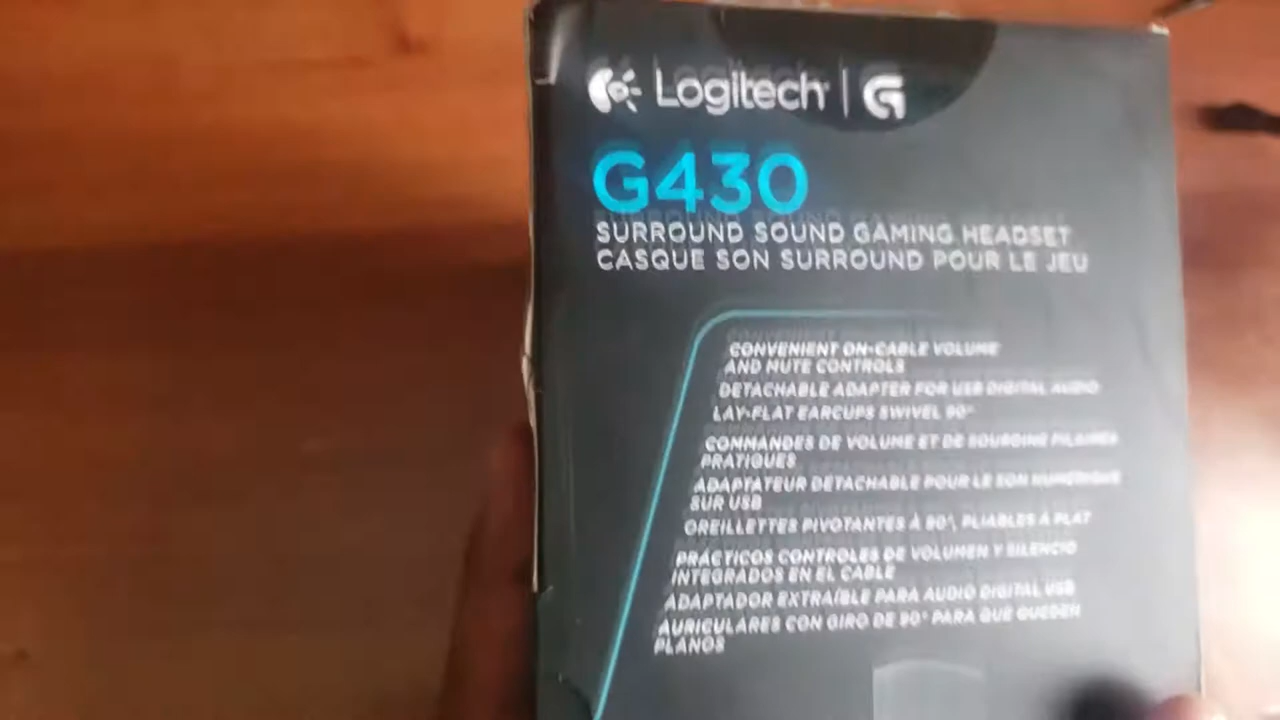 Logitech | G
G430
SURROUND SOUND GAMING HEADSET
CASQUE SON SURROUND POUR LE JEU
CONVENIENT ON-CABLE VOLUME
AND MUTE CONTROLS
DETACHABLE ADAPTER FOR USB DIGITAL AUDIO
LAY-FLAT EARCUPS SWIVEL 90°
COMMANDES DE VOLUME ET DE SOURDINE FILAIRES
PRATIQUES
ADAPTATEUR DÉTACHABLE POUR LE SON NUMÉRIQUE
SUR USB
OREILLETTES PIVOTANTES À 90°, PLIABLES À PLAT
PRÁCTICOS CONTROLES DE VOLUMEN Y SILENCIO
INTEGRADOS EN EL CABLE
ADAPTADOR EXTRAÍBLE PARA AUDIO DIGITAL USB
AURICULARES CON GIRO DE 90° PARA QUE QUEDEN
PLANOS